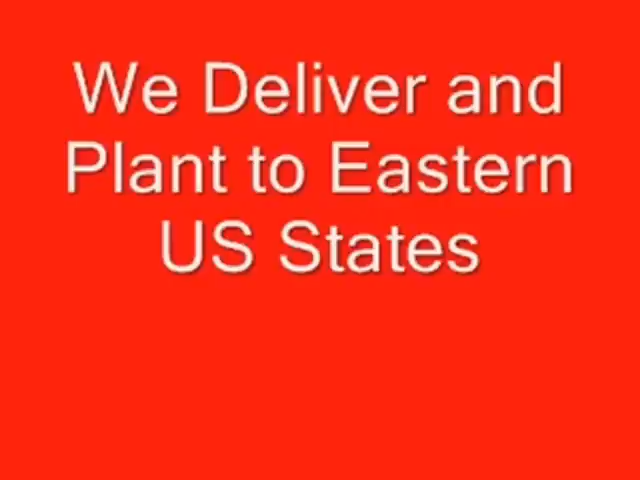 We Deliver and
Plant to Eastern
US States